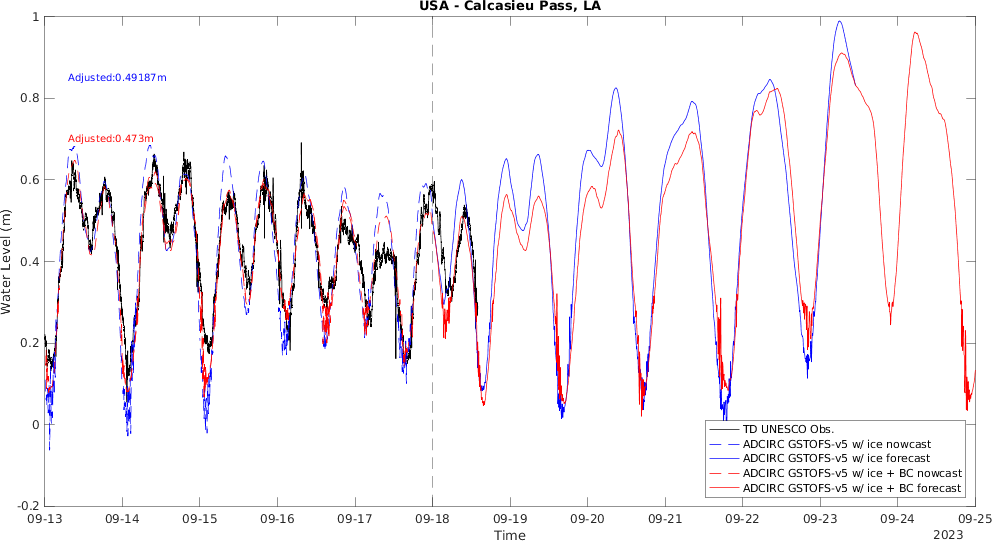 USA - Calcasieu Pass, LA
1
0.8
0.6
0.4
0.2
0
-0.2
Water Level (m)
Adjusted:0.49187m
Adjusted:0.473m
TD UNESCO Obs.
ADCIRC GSTOFS-v5 w/ ice nowcast
ADCIRC GSTOFS-v5 w/ ice forecast
ADCIRC GSTOFS-v5 w/ ice + BC nowcast
ADCIRC GSTOFS-v5 w/ ice + BC forecast
09-13 09-14 09-15 09-16 09-17 09-18 09-19 09-20 09-21 09-22 09-23 09-24 09-25
Time
2023